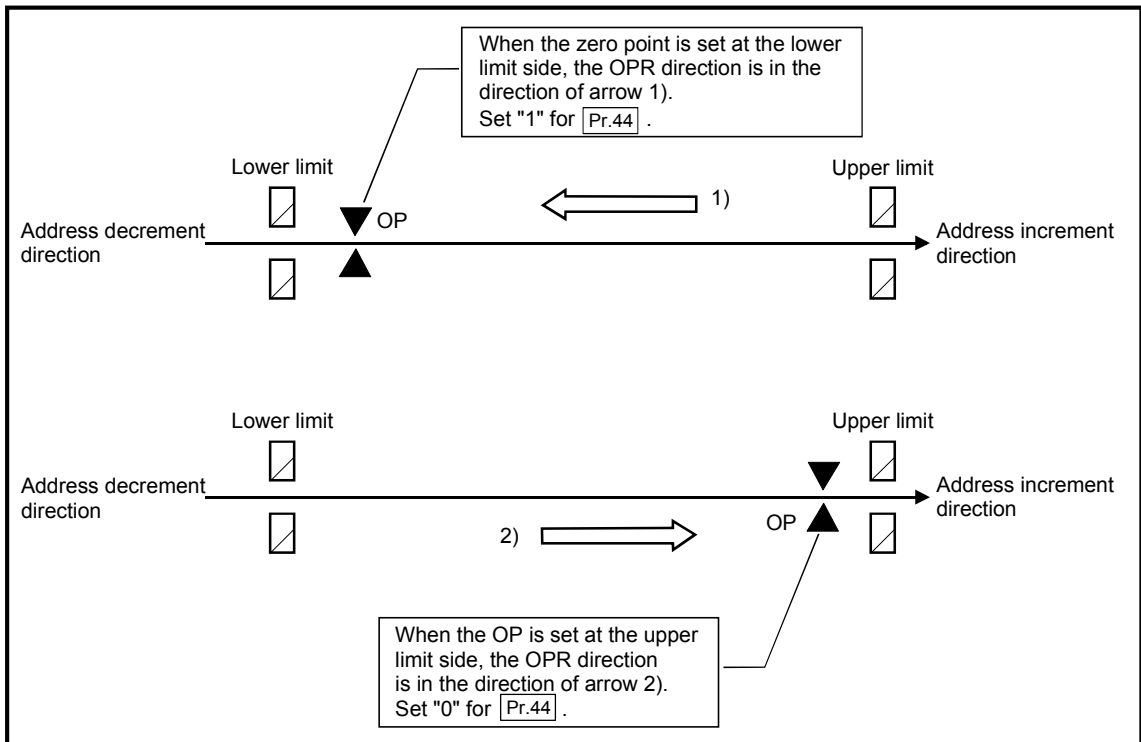 When the zero point is set at the lower
limit side, the OPR direction is in the
direction of arrow 1).
Set "1" for Pr.44 .
Lower limit
Upper limit
1)
OP
Address decrement
direction
Address increment
direction
Lower limit
Upper limit
Address decrement
direction
Address increment
direction
2)
OP
When the OP is set at the upper
limit side, the OPR direction
is in the direction of arrow 2).
Set "0" for Pr.44 .